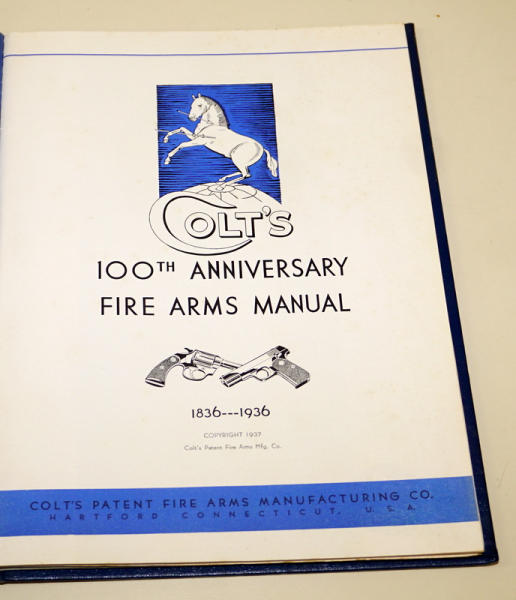 COLT'S
100TH ANNIVERSARY
FIRE ARMS MANUAL
1836---1936
COPYRIGHT 1937
Colt's Patent Fire Arms Mfg. Co.
COLT'S PATENT FIRE ARMS MANUFACTURING CO.
HARTFORD CONNECTICUT, U.S.A.